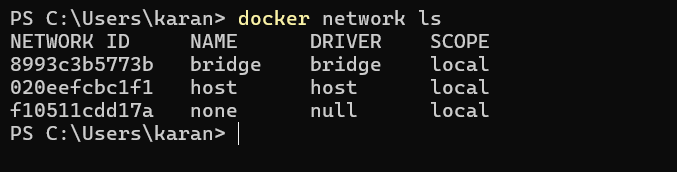 PS C:\Users\karan> docker network ls
NETWORK ID     NAME      DRIVER    SCOPE
8993c3b5773b   bridge    bridge    local
020eefcbc1f1   host      host      local
f10511cdd17a   none      null      local
PS C:\Users\karan>